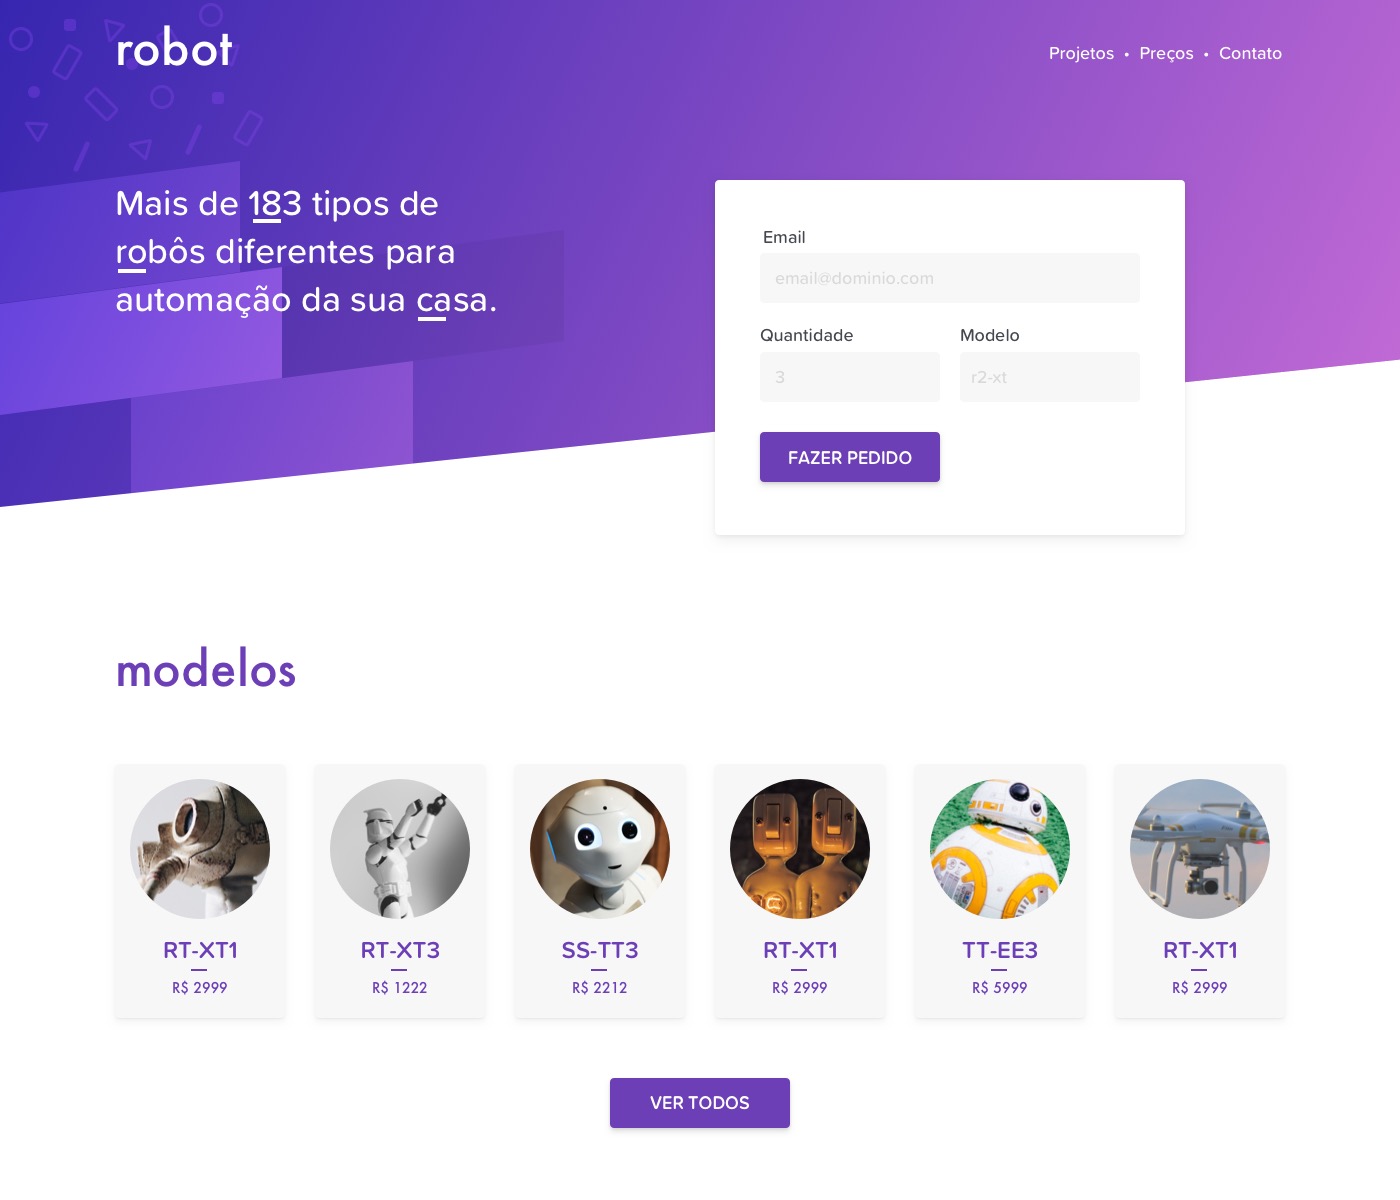 robot
Projetos • Preços • Contato
Mais de 183 tipos de
robôs diferentes para
automação da sua casa.
Email
email@dominio.com
Quantidade
Modelo
3
r2-xt
FAZER PEDIDO
modelos
RT-XT1
R$ 2999
RT-XT3
R$ 1222
SS-TT3
R$ 2212
RT-XT1
R$ 2999
TT-EE3
R$ 5999
RT-XT1
R$ 2999
VER TODOS